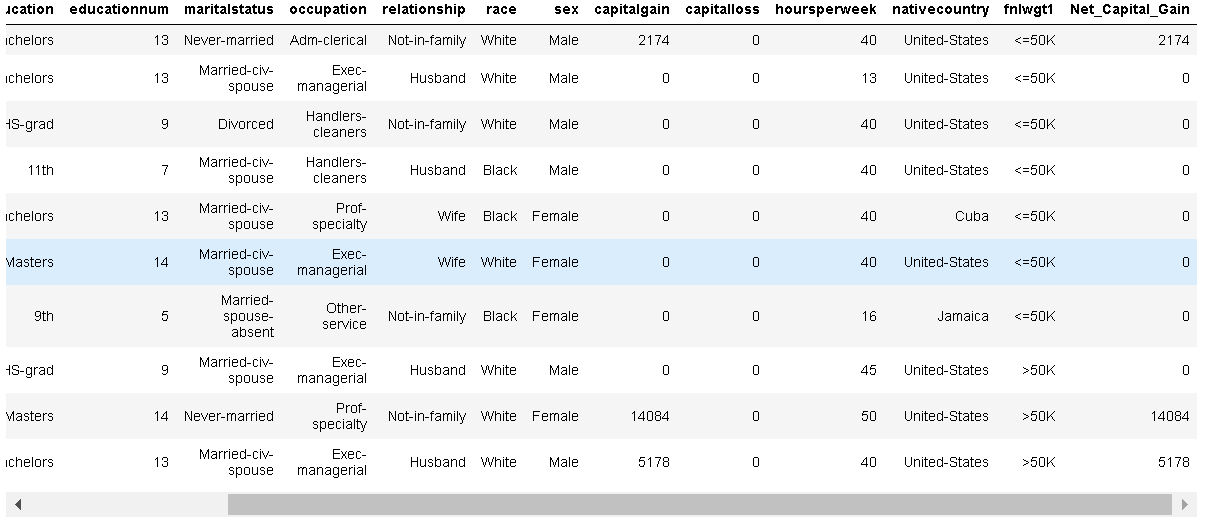 ucation educationnum maritalstatus occupation relationship race sex capitalgain capitalloss hoursperweek nativecountry fnlwgt1 Net_Capital_Gain
achelors 13 Never-married Adm-clerical Not-in-family White Male 2174 0 40 United-States <=50K 2174
achelors 13 Married-civ-spouse Exec-managerial Husband White Male 0 0 13 United-States <=50K 0
HS-grad 9 Divorced Handlers-cleaners Not-in-family White Male 0 0 40 United-States <=50K 0
11th 7 Married-civ-spouse Handlers-cleaners Husband Black Male 0 0 40 United-States <=50K 0
achelors 13 Married-civ-spouse Prof-specialty Wife Black Female 0 0 40 Cuba <=50K 0
Masters 14 Married-civ-spouse Exec-managerial Wife White Female 0 0 40 United-States <=50K 0
9th 5 Married-spouse-absent Other-service Not-in-family Black Female 0 0 16 Jamaica <=50K 0
HS-grad 9 Married-civ-spouse Exec-managerial Husband White Male 0 0 45 United-States >50K 0
Masters 14 Never-married Prof-specialty Not-in-family White Female 14084 0 50 United-States >50K 14084
achelors 13 Married-civ-spouse Exec-managerial Husband White Male 5178 0 40 United-States >50K 5178